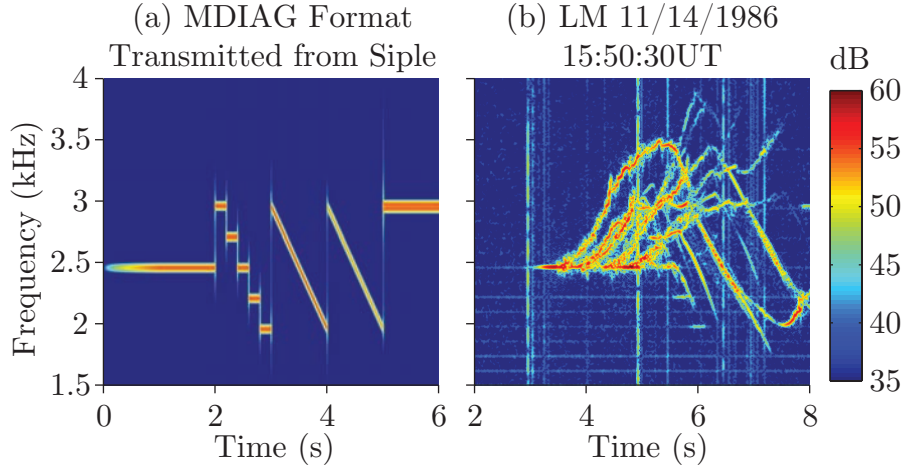 (a) MDIAG Format
Transmitted from Siple
(b) LM 11/14/1986
15:50:30UT
dB
Frequency (kHz)
4
3.5
3
2.5
2
1.5
0 2 4 6
Time (s)
2 4 6 8
Time (s)
60
55
50
45
40
35